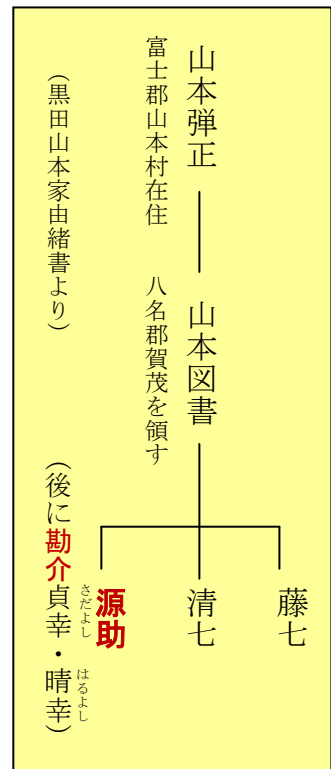 山本弾正
富士郡山本村在住
山本図書
八名郡賀茂を領す
藤七
清七
源助
(後に勘介貞幸・晴幸)
さだよし
はるよし
(黒田山本家由緒書より)